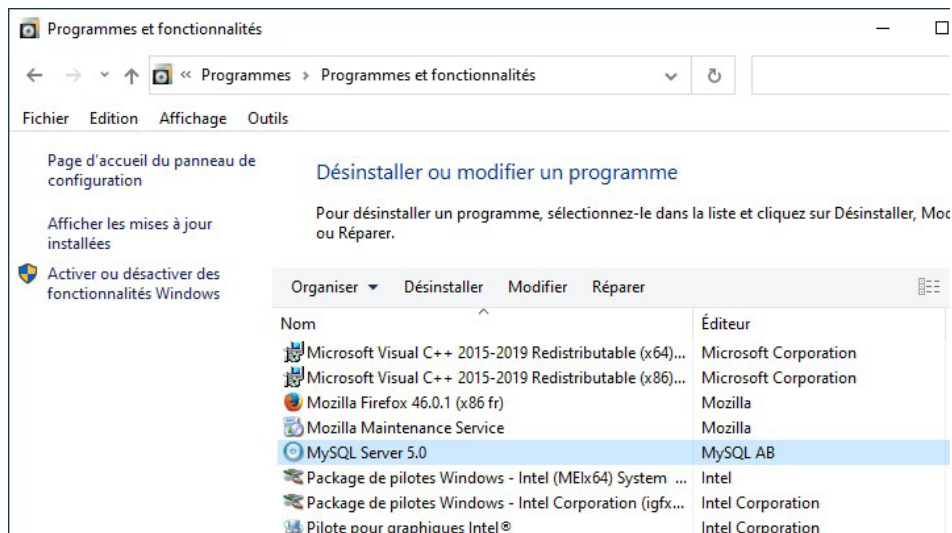 Programmes et fonctionnalités
« Programmes › Programmes et fonctionnalités
Fichier Edition Affichage Outils
Page d'accueil du panneau de
configuration
Afficher les mises à jour
installées
Activer ou désactiver des
fonctionnalités Windows
Désinstaller ou modifier un programme
Pour désinstaller un programme, sélectionnez-le dans la liste et cliquez sur Désinstaller, Mod
ou Réparer.
Organiser Désinstaller Modifier Réparer
Nom Éditeur
Microsoft Visual C++ 2015-2019 Redistributable (x64)... Microsoft Corporation
Microsoft Visual C++ 2015-2019 Redistributable (x86)... Microsoft Corporation
Mozilla Firefox 46.0.1 (x86 fr) Mozilla
Mozilla Maintenance Service Mozilla
MySQL Server 5.0 MySQL AB
Package de pilotes Windows - Intel (MEIx64) System ... Intel
Package de pilotes Windows - Intel Corporation (igfx... Intel Corporation
Pilote pour graphiques Intel® Intel Corporation